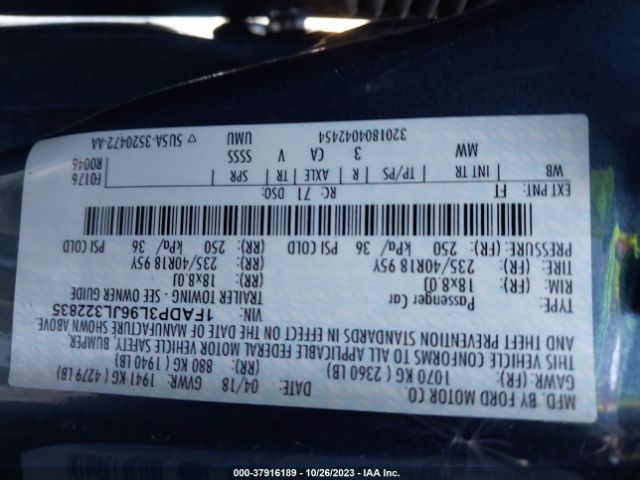 MFD. BY FORD MOTOR CO.
DATE: 04/18 GVWR: 1941 KG ( 4279 LB)
GAWR: (FR): 1070 KG ( 2360 LB) (RR): 880 KG ( 1940 LB)
THIS VEHICLE CONFORMS TO ALL APPLICABLE FEDERAL MOTOR VEHICLE SAFETY, BUMPER,
AND THEFT PREVENTION STANDARDS IN EFFECT ON THE DATE OF MANUFACTURE SHOWN ABOVE.
VIN: 1FADP3L96JL322835
TYPE: Passenger Car TRAILER TOWING - SEE OWNER GUIDE
RIM: (FR): 18x8.0J (RR): 18x8.0J
TIRE: (FR): 235/40R18 95Y (RR): 235/40R18 95Y
PRESSURE: (FR): 250 kPa/ 36 PSI COLD (RR): 250 kPa/ 36 PSI COLD
EXT PNT: FT RC: 71 DSO:
WB INT TR TP/PS R AXLE TR SPR F0176
MW 3 CA V SSSS R0046
3201804042454 UMU ▽ 5U5A-3520472-AA
000-37916189 - 10/26/2023 - IAA Inc.